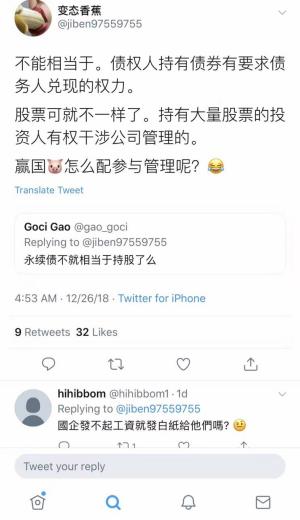 变态香蕉
@jiben97559755
不能相当于。债权人持有债券有要求债
务人兑现的权力。
股票可就不一样了。持有大量股票的投
资人有权干涉公司管理的。
赢国🐷怎么配参与管理呢？😂
Translate Tweet
Goci Gao @gao_goci
Replying to @jiben97559755
永续债不就相当于持股了么
4:53 AM · 12/26/18 · Twitter for iPhone
9 Retweets 32 Likes
hihibbom @hihibbom1 · 1d
Replying to @jiben97559755
國企發不起工資就發白紙給他們嗎？
Tweet your reply